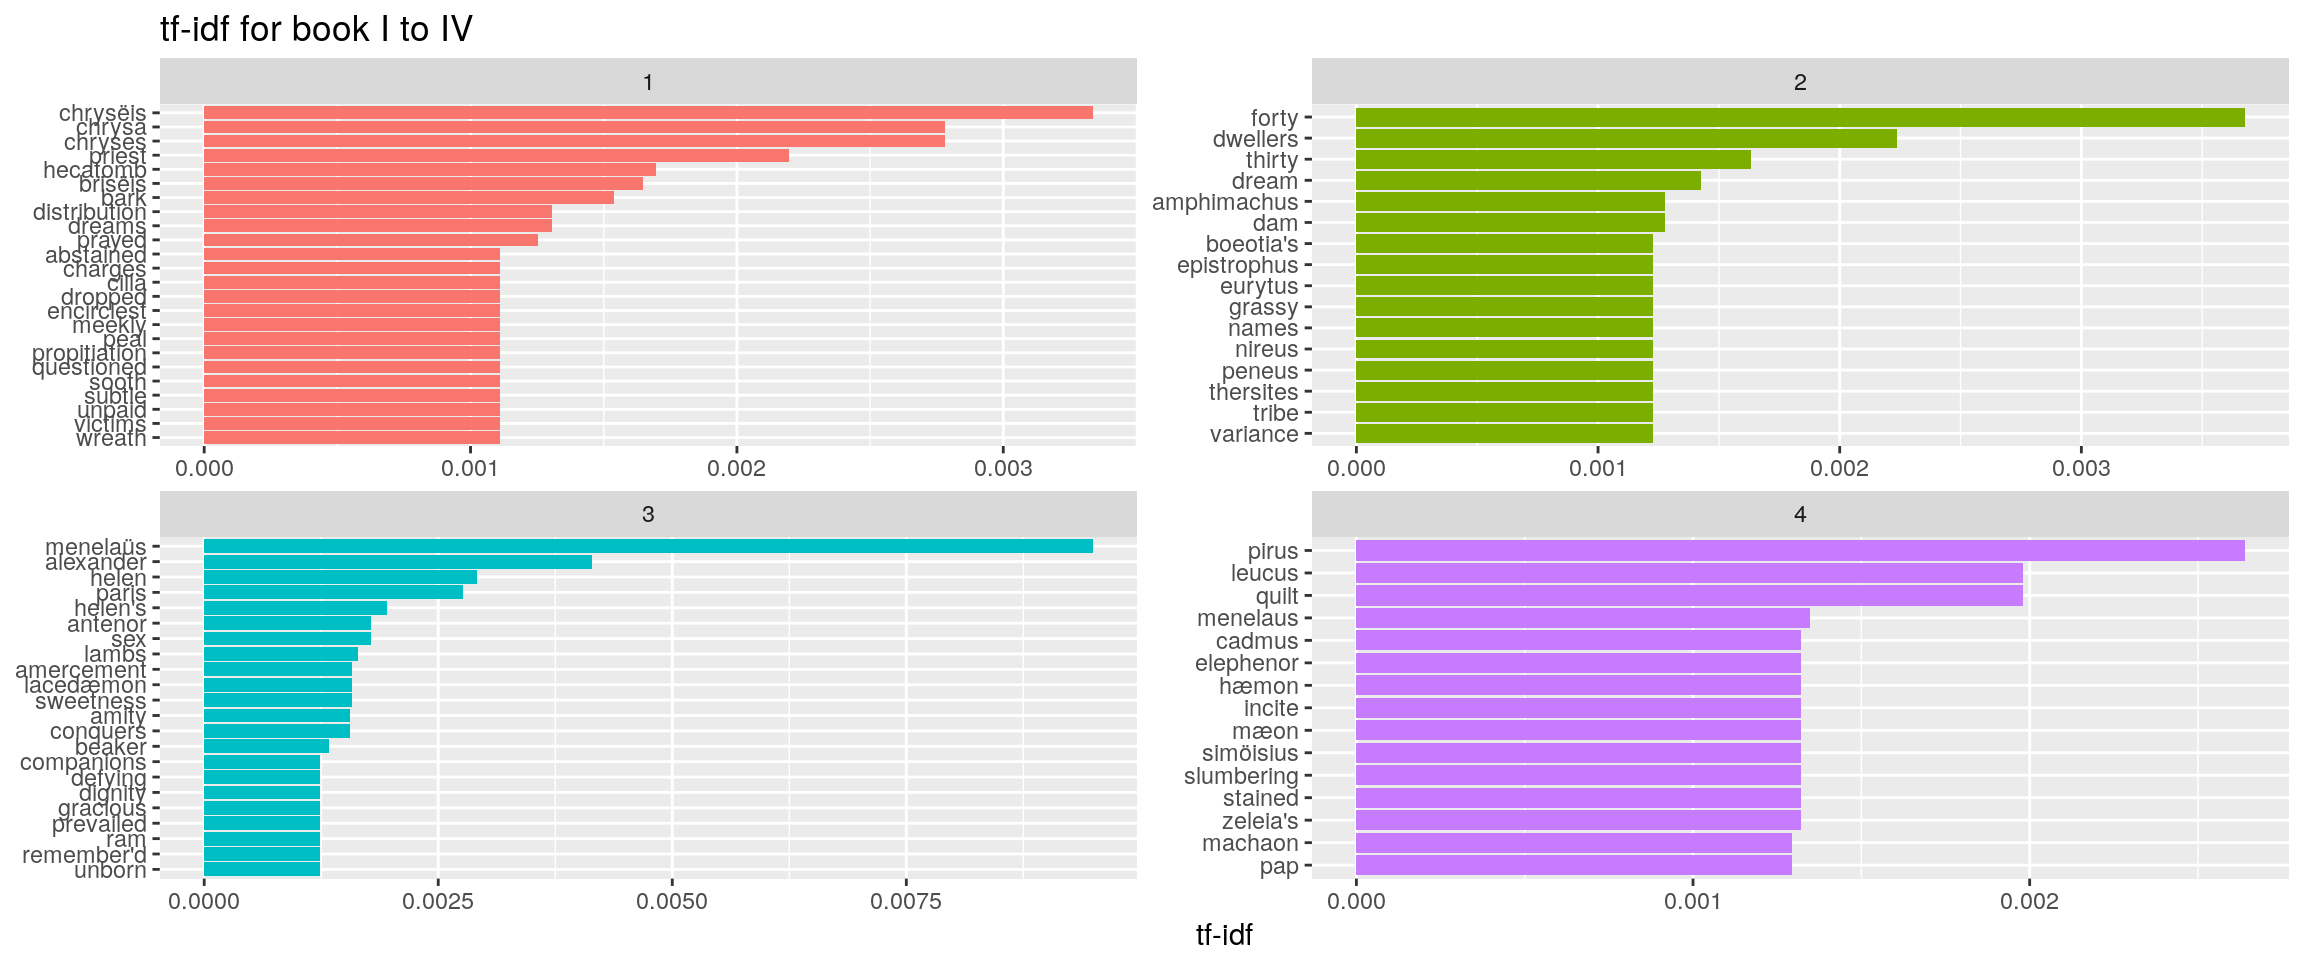 tf-idf for book I to IV
1
chrysëis
chrysa
chryses
priest
hecatomb
briseïs
bark
distribution
dreams
prayed
abstained
charges
cilla
dropped
encirclest
meekly
peal
propitiation
questioned
sooth
subtle
unpaid
victims
wreath
0.000 0.001 0.002 0.003
2
forty
dwellers
thirty
dream
amphimachus
dam
boeotia's
epistrophus
eurytus
grassy
names
nireus
peneus
thersites
tribe
variance
0.000 0.001 0.002 0.003
3
menelaüs
alexander
helen
paris
helen's
antenor
sex
lambs
amercement
lacedæmon
sweetness
amity
conquers
beaker
companions
defying
dignity
gracious
prevailed
ram
remember'd
unborn
0.0000 0.0025 0.0050 0.0075
4
pirus
leucus
quilt
menelaus
cadmus
elephenor
hæmon
incite
mæon
simöisius
slumbering
stained
zeleia's
machaon
pap
0.000 0.001 0.002
tf-idf